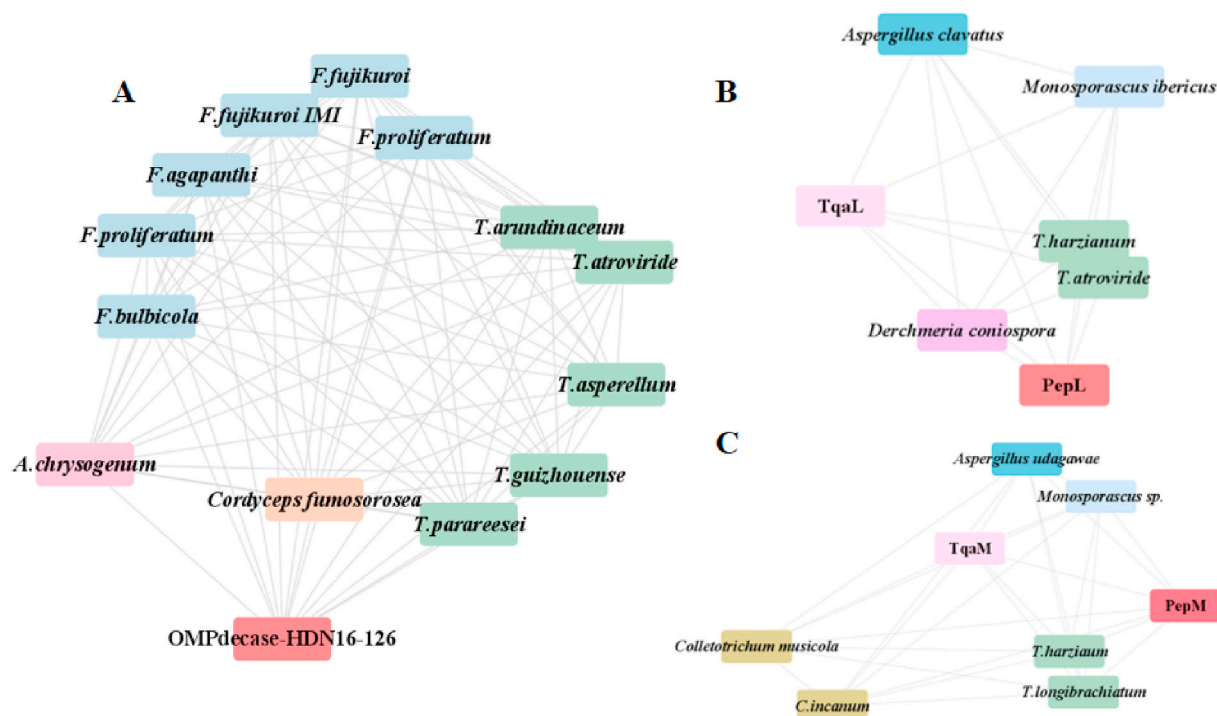 A
F.fujikuroi
F.fujikuroi IMI
F.proliferatum
F.agapanthi
F.proliferatum
F.bulbicola
T.arundinaceum
T.atroviride
T.asperellum
A.chrysogenum
Cordyceps fumosorosea
T.guizhouense
T.parareesei
OMPdecase-HDN16-126
B
Aspergillus clavatus
Monosporascus ibericus
TqaL
T.harzianum
T.atroviride
Derchmeria coniospora
PepL
C
Aspergillus udagawae
Monosporascus sp.
TqaM
PepM
Colletotrichum musicola
T.harziaum
T.longibrachiatum
C.incanum